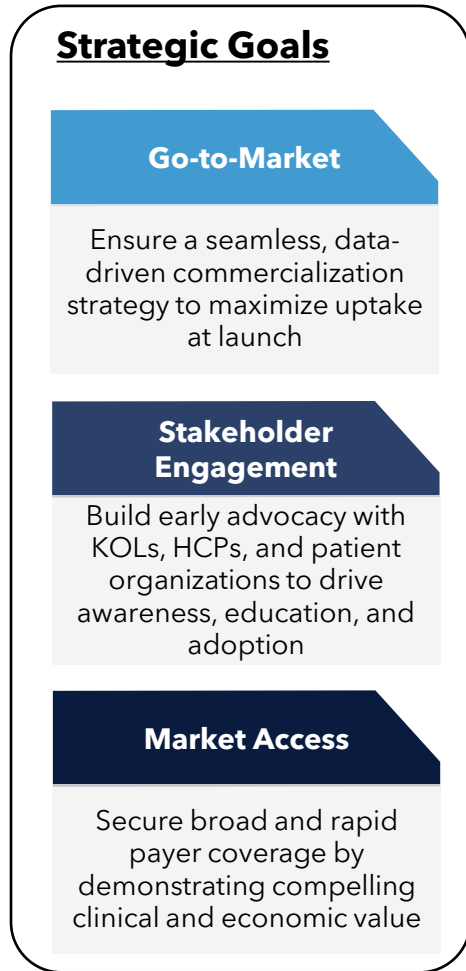 Strategic Goals
Go-to-Market
Ensure a seamless, data-
driven commercialization
strategy to maximize uptake
at launch
Stakeholder
Engagement
Build early advocacy with
KOLs, HCPs, and patient
organizations to drive
awareness, education, and
adoption
Market Access
Secure broad and rapid
payer coverage by
demonstrating compelling
clinical and economic value